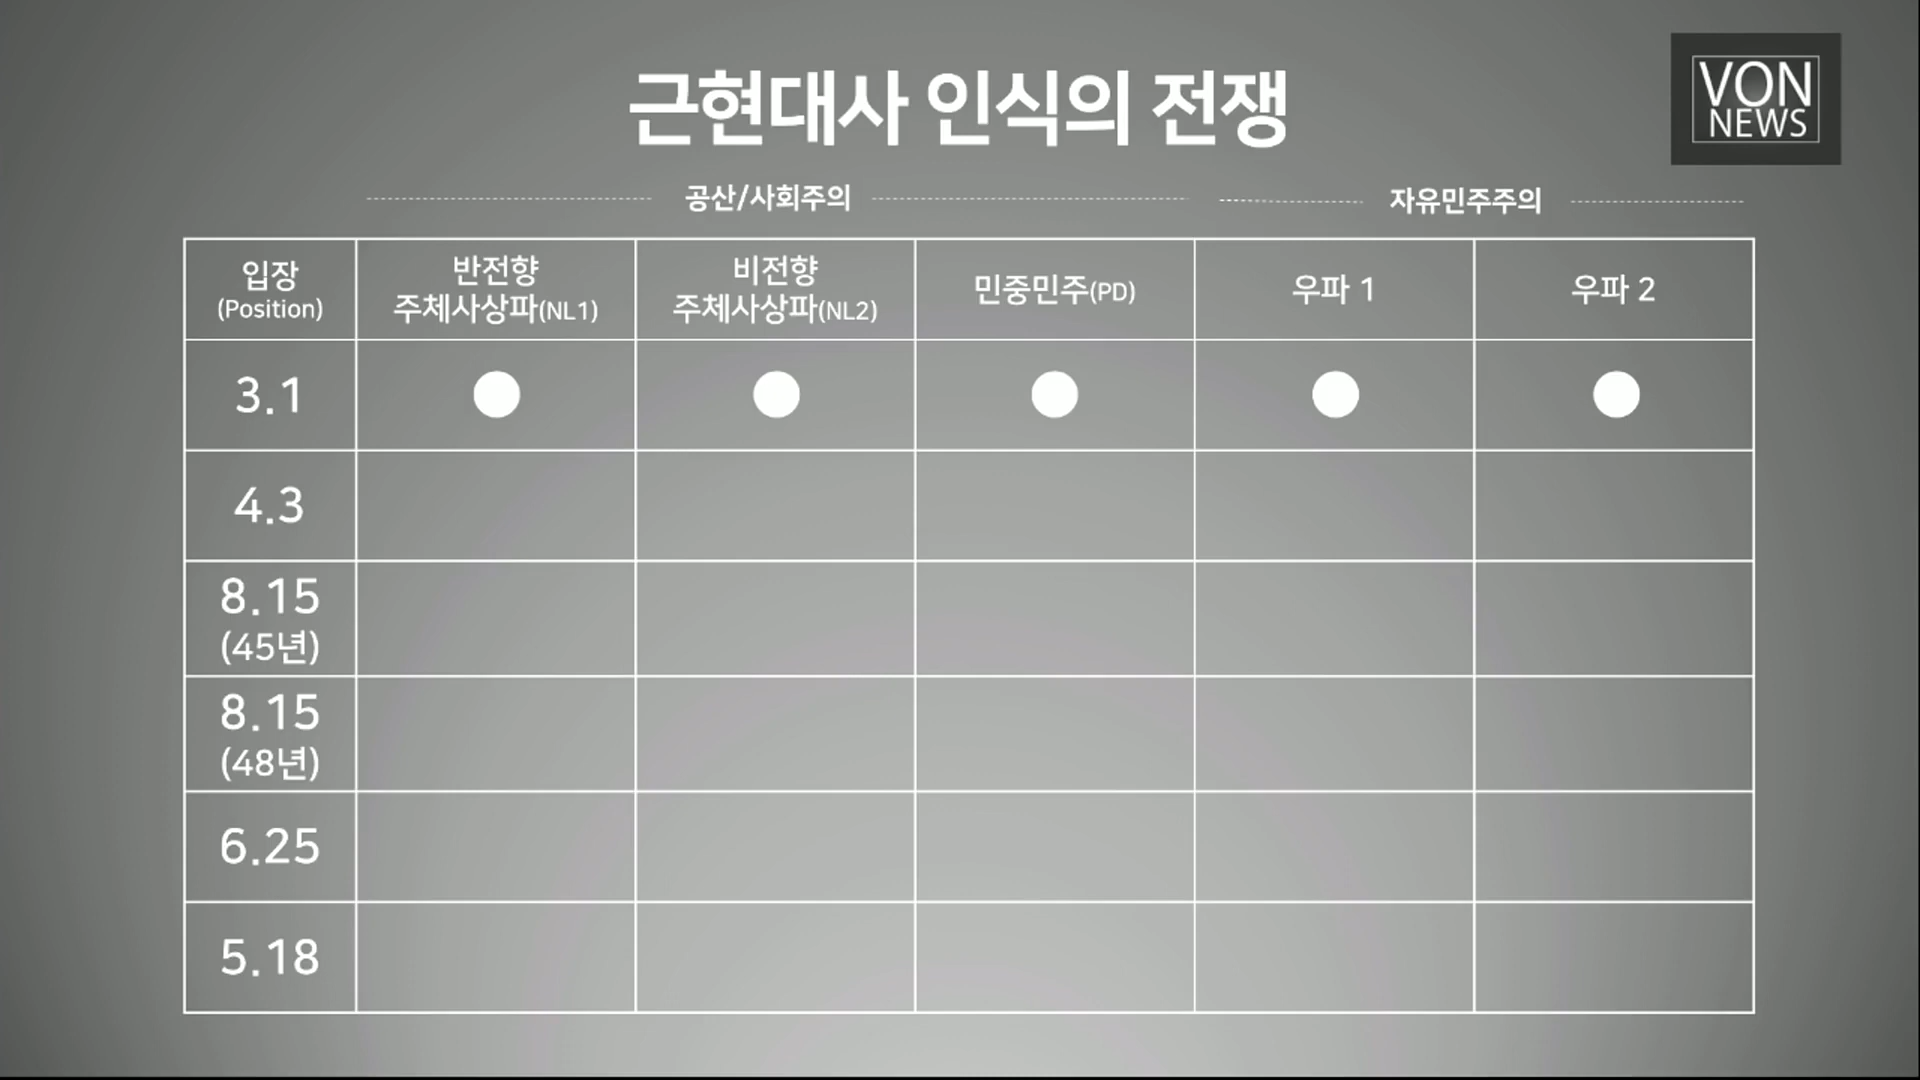 근현대사 인식의 전쟁
VON
NEWS
공산/사회주의
자유민주주의
입장
(Position)
반전향
주체사상파(NL1)
비전향
주체사상파(NL2)
민중민주(PD)
우파 1
우파 2
3.1
4.3
8.15
(45년)
8.15
(48년)
6.25
5.18